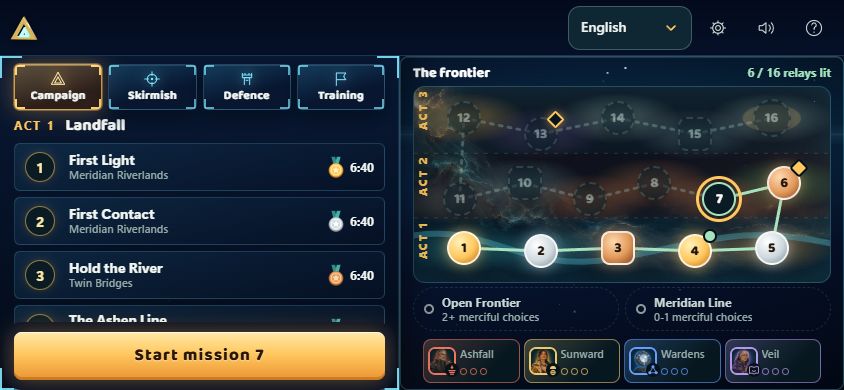 English
Campaign
Skirmish
Defence
Training
ACT 1 Landfall
1
First Light
Meridian Riverlands
6:40
2
First Contact
Meridian Riverlands
6:40
3
Hold the River
Twin Bridges
6:40
The Ashen Line
Start mission 7
The frontier
6 / 16 relays lit
ACT 3
12
13
14
15
16
ACT 2
11
10
9
8
7
6
ACT 1
1
2
3
4
5
Open Frontier
2+ merciful choices
Meridian Line
0-1 merciful choices
Ashfall
Sunward
Wardens
Veil